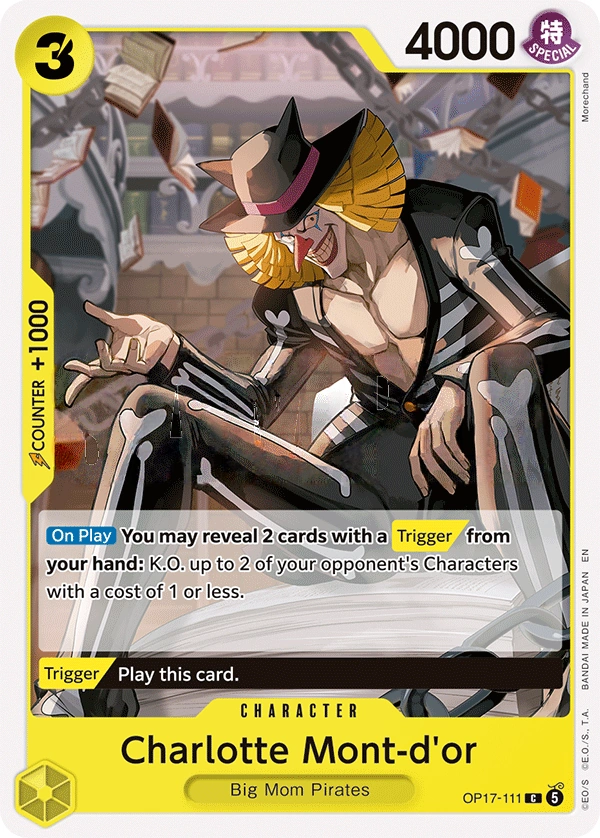 3
4000
特
SPECIAL
Morechand
COUNTER +1000
On Play You may reveal 2 cards with a Trigger from
your hand: K.O. up to 2 of your opponent's Characters
with a cost of 1 or less.
Trigger Play this card.
CHARACTER
Charlotte Mont-d'or
Big Mom Pirates
OP17-111 C 5
©EO/S ©E.O./S., T.A. BANDAI MADE IN JAPAN EN